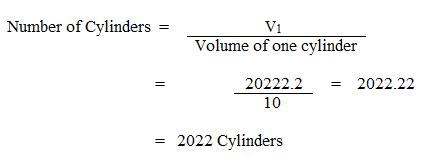 Number of Cylinders = V1
Volume of one cylinder
= 20222.2 = 2022.22
10
= 2022 Cylinders